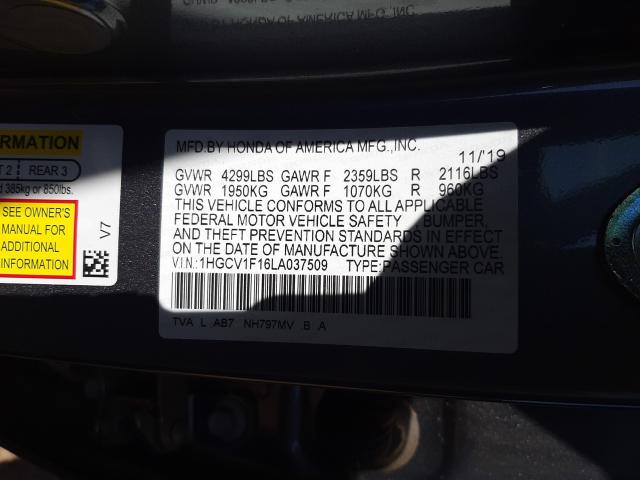 MFD.BY HONDA OF AMERICA MFG.,INC.
11/'19
GVWR 4299LBS GAWR F 2359LBS R 2116LBS
GVWR 1950KG GAWR F 1070KG R 960KG
THIS VEHICLE CONFORMS TO ALL APPLICABLE
FEDERAL MOTOR VEHICLE SAFETY, BUMPER,
AND THEFT PREVENTION STANDARDS IN EFFECT
ON THE DATE OF MANUFACTURE SHOWN ABOVE.
V.I.N.:1HGCV1F16LA037509 TYPE:PASSENGER CAR
TVA L AB7 NH797MV B A
REAR 3
385kg or 850lbs.
SEE OWNER'S
MANUAL FOR
ADDITIONAL
INFORMATION
V7